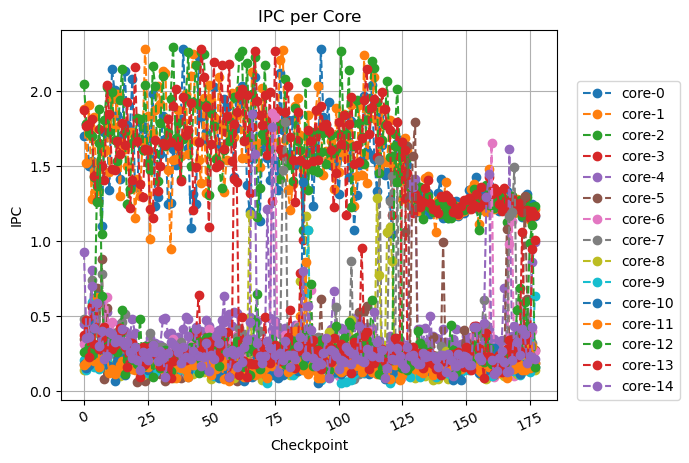 IPC per Core
IPC
2.0
1.5
1.0
0.5
0.0
0
25
50
75
100
125
150
175
Checkpoint
core-0
core-1
core-2
core-3
core-4
core-5
core-6
core-7
core-8
core-9
core-10
core-11
core-12
core-13
core-14